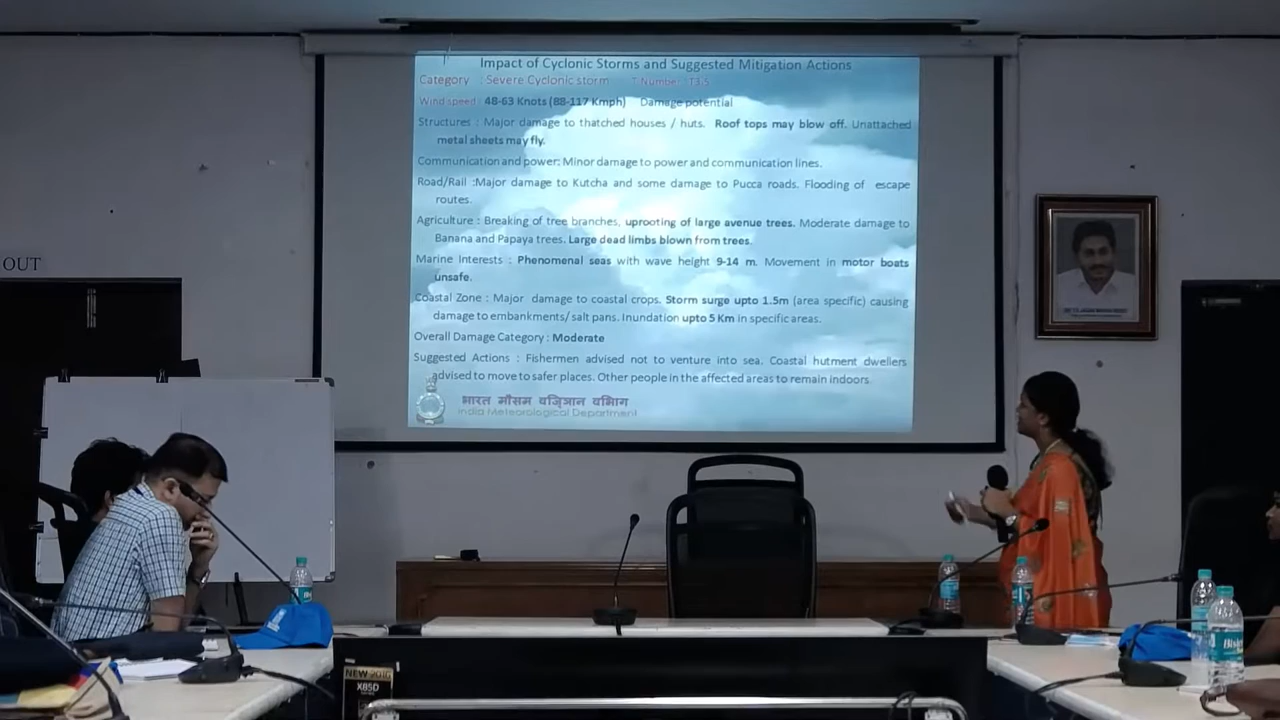 Impact of Cyclonic Storms and Suggested Mitigation Actions
Category : Severe Cyclonic storm T Number : T3.5
Wind speed : 48-63 Knots (88-117 Kmph) Damage potential
Structures : Major damage to thatched houses / huts. Roof tops may blow off. Unattached
metal sheets may fly.
Communication and power: Minor damage to power and communication lines.
Road/Rail :Major damage to Kutcha and some damage to Pucca roads. Flooding of escape
routes.
Agriculture : Breaking of tree branches, uprooting of large avenue trees. Moderate damage to
Banana and Papaya trees. Large dead limbs blown from trees.
Marine Interests : Phenomenal seas with wave height 9-14 m. Movement in motor boats
unsafe.
Coastal Zone : Major damage to coastal crops. Storm surge upto 1.5m (area specific) causing
damage to embankments/ salt pans. Inundation upto 5 Km in specific areas.
Overall Damage Category : Moderate
Suggested Actions : Fishermen advised not to venture into sea. Coastal hutment dwellers
advised to move to safer places. Other people in the affected areas to remain indoors.
भारत मौसम वज्ञिान वभिाग
India Meteorological Department
OUT
NEW 2016
X85D